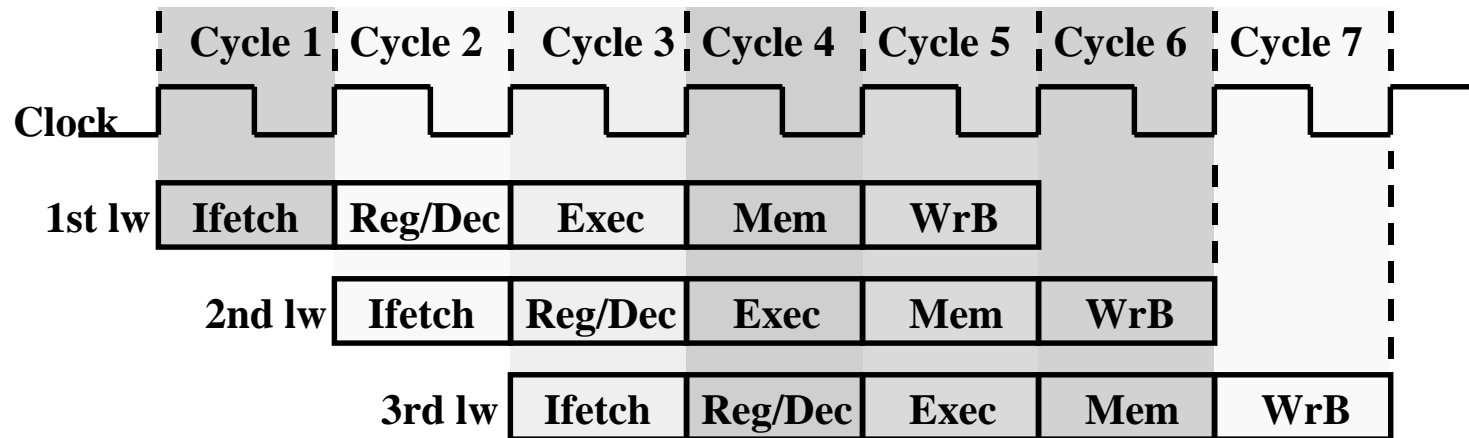 Cycle 1 Cycle 2 Cycle 3 Cycle 4 Cycle 5 Cycle 6 Cycle 7
Clock
1st lw Ifetch Reg/Dec Exec Mem WrB
2nd lw Ifetch Reg/Dec Exec Mem WrB
3rd lw Ifetch Reg/Dec Exec Mem WrB